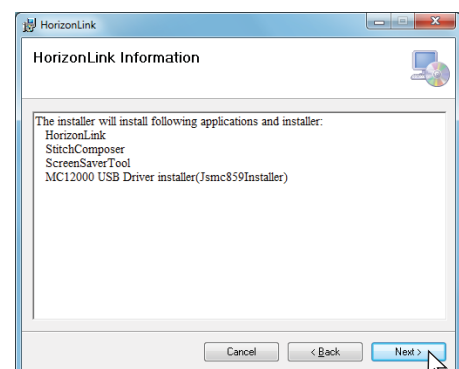 HorizonLink
HorizonLink Information
The installer will install following applications and installer:
HorizonLink
StitchComposer
ScreenSaverTool
MC12000 USB Driver installer(Jsmc859Installer)
Cancel
< Back
Next >